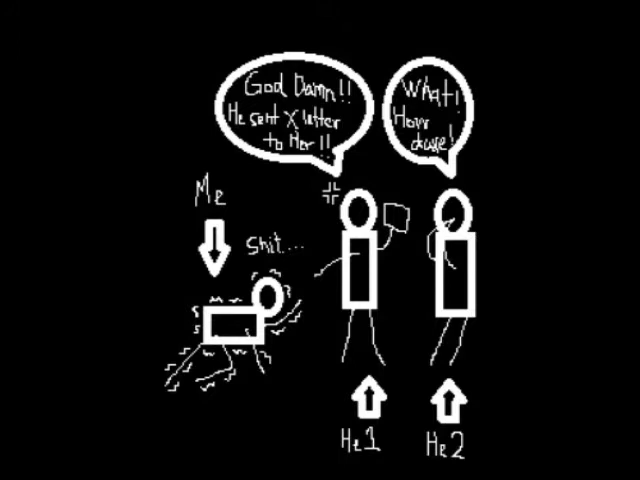 God Damn!!
He sent X letter
to Her!!
What!
How
dare!
Me
Shit...
He1
He2